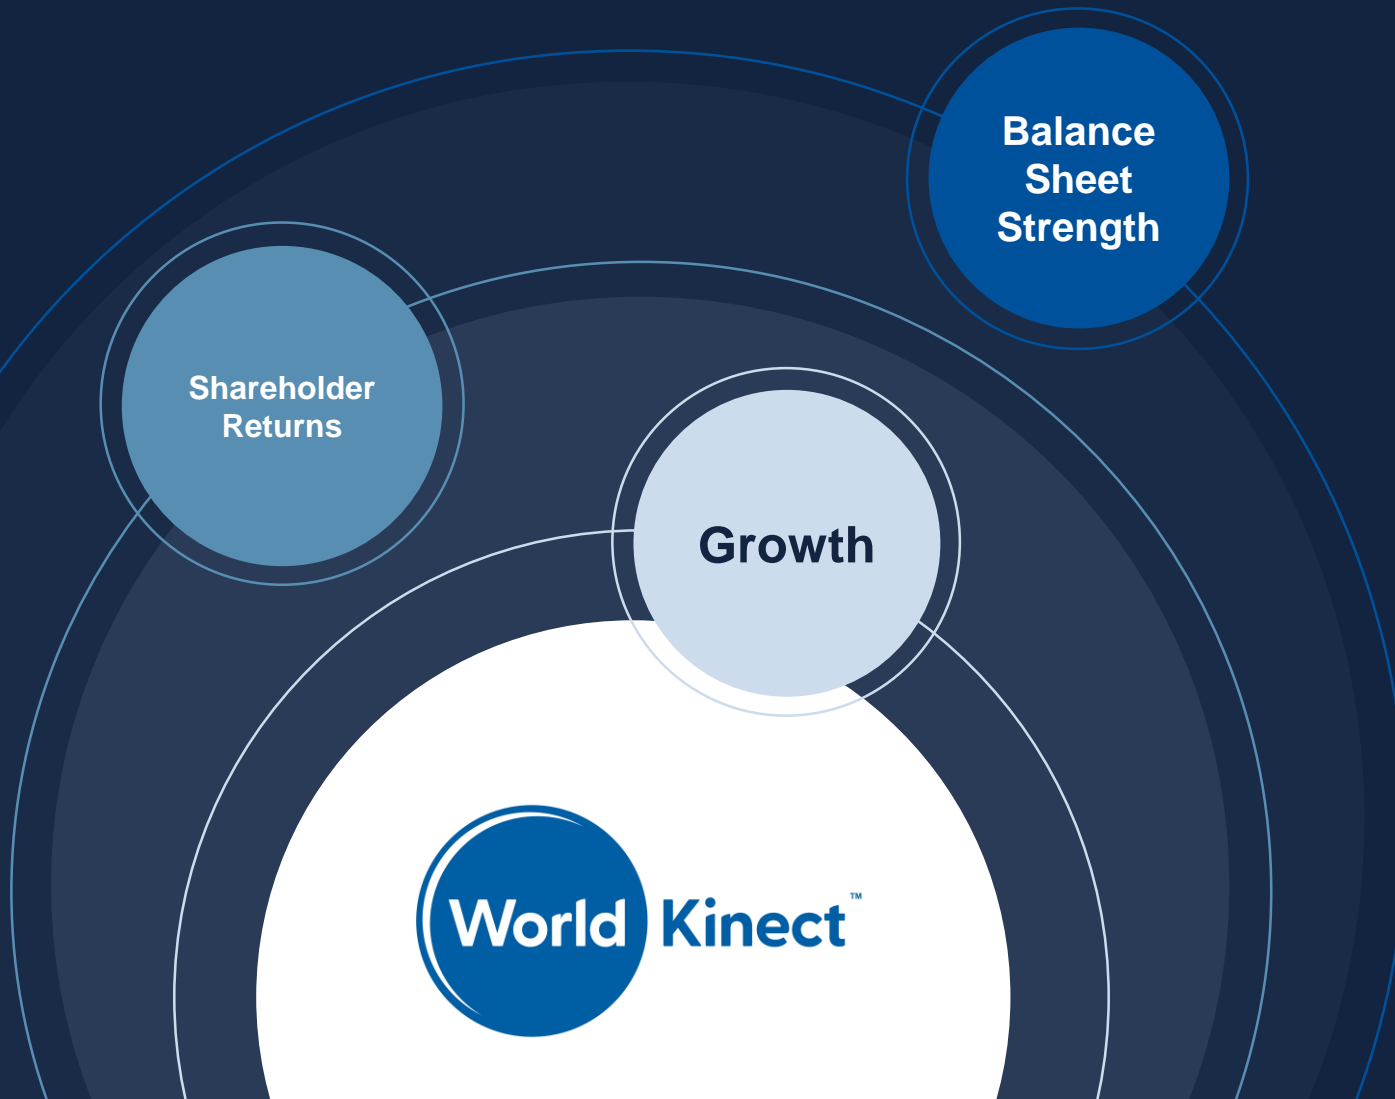 Balance
Sheet
Strength
Shareholder
Returns
Growth
World Kinect™